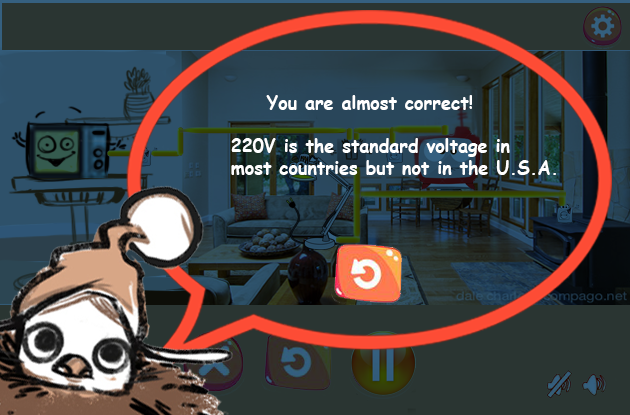 You are almost correct!
220V is the standard voltage in
most countries but not in the U.S.A.